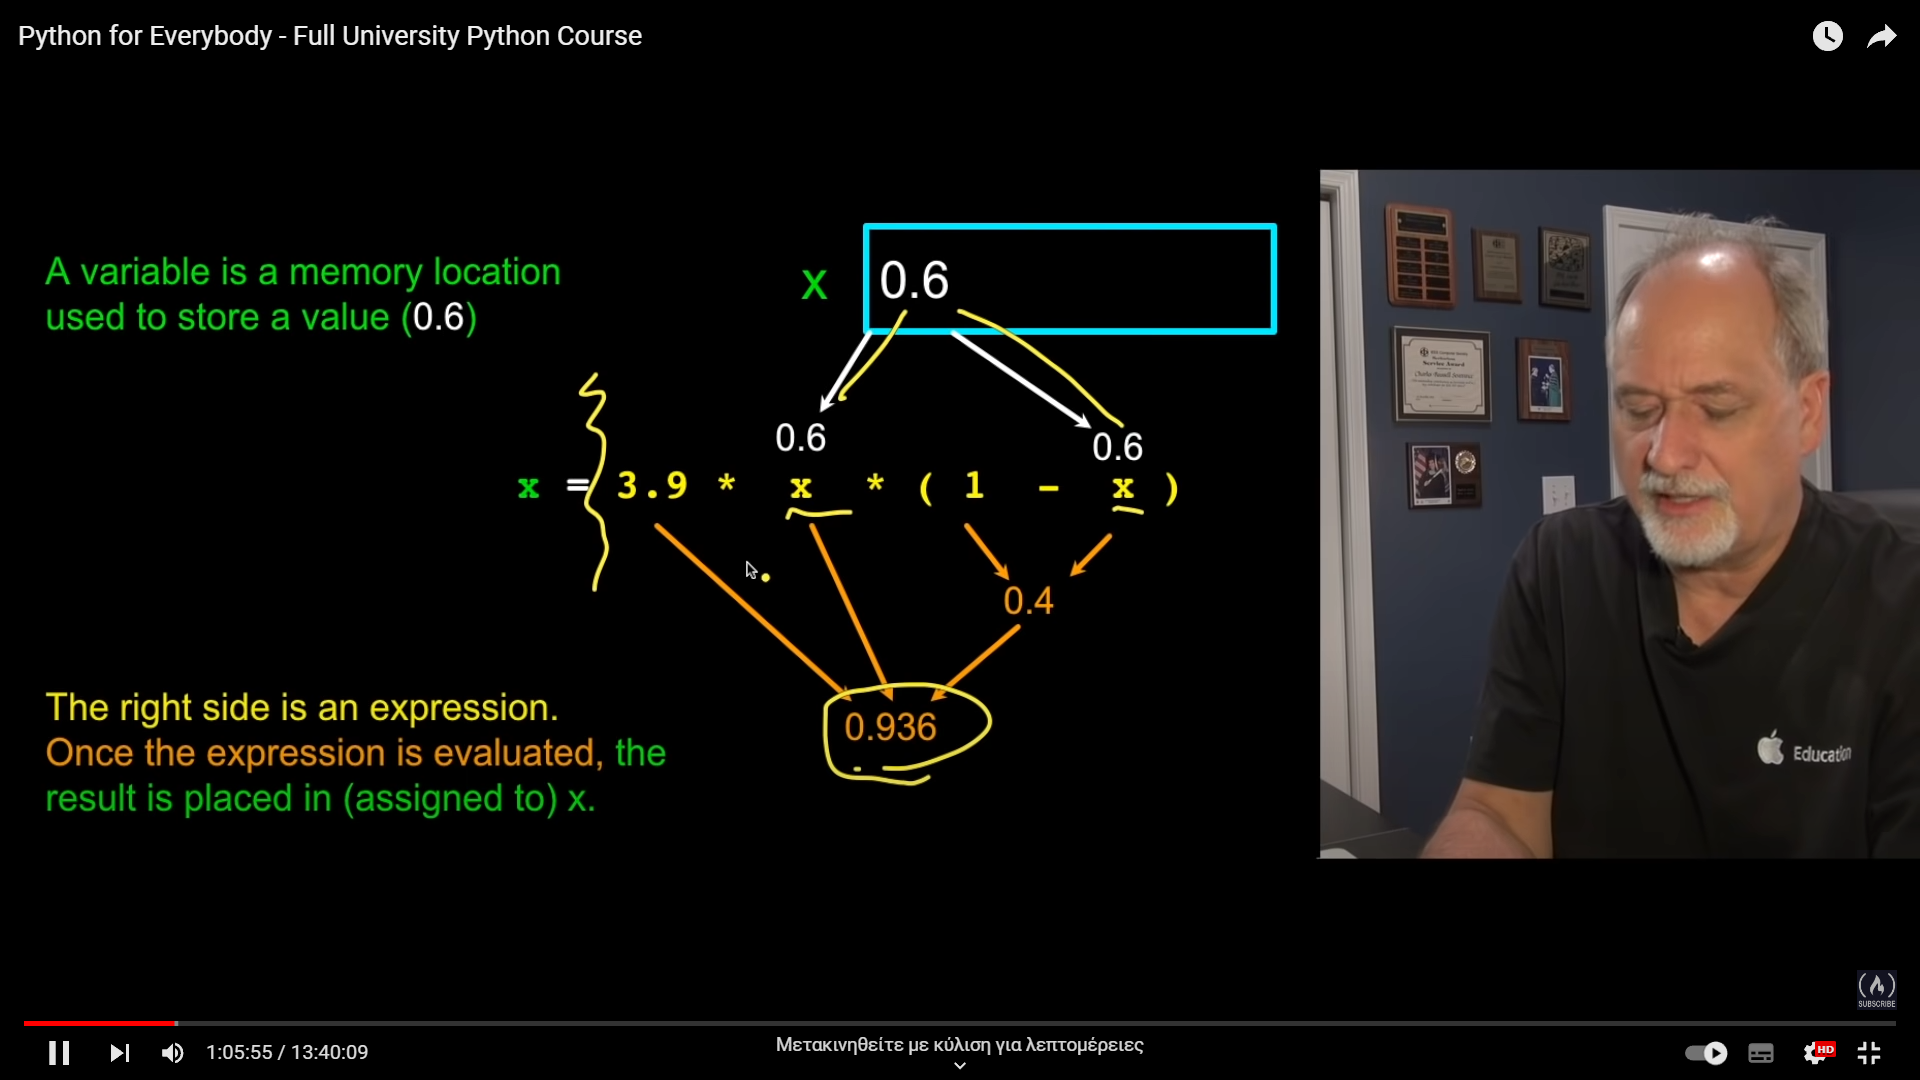 Python for Everybody - Full University Python Course
A variable is a memory location
used to store a value (0.6)
x 0.6
0.6 0.6
x = 3.9 * x * ( 1 - x )
0.4
0.936
The right side is an expression.
Once the expression is evaluated, the
result is placed in (assigned to) x.
Service Award
Education
SUBSCRIBE
1:05:55 / 13:40:09
Μετακινηθείτε με κύλιση για λεπτομέρειες
HD